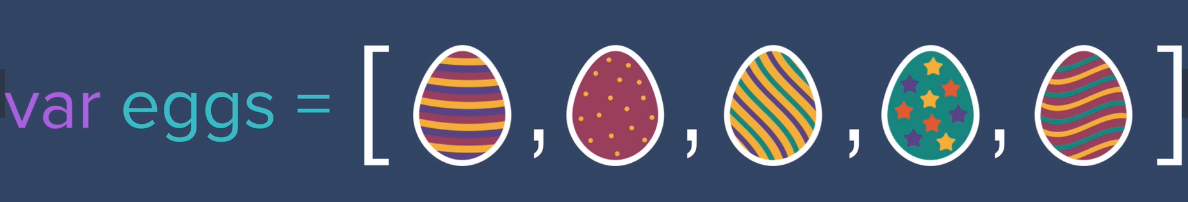 var eggs = [ , , , , ]